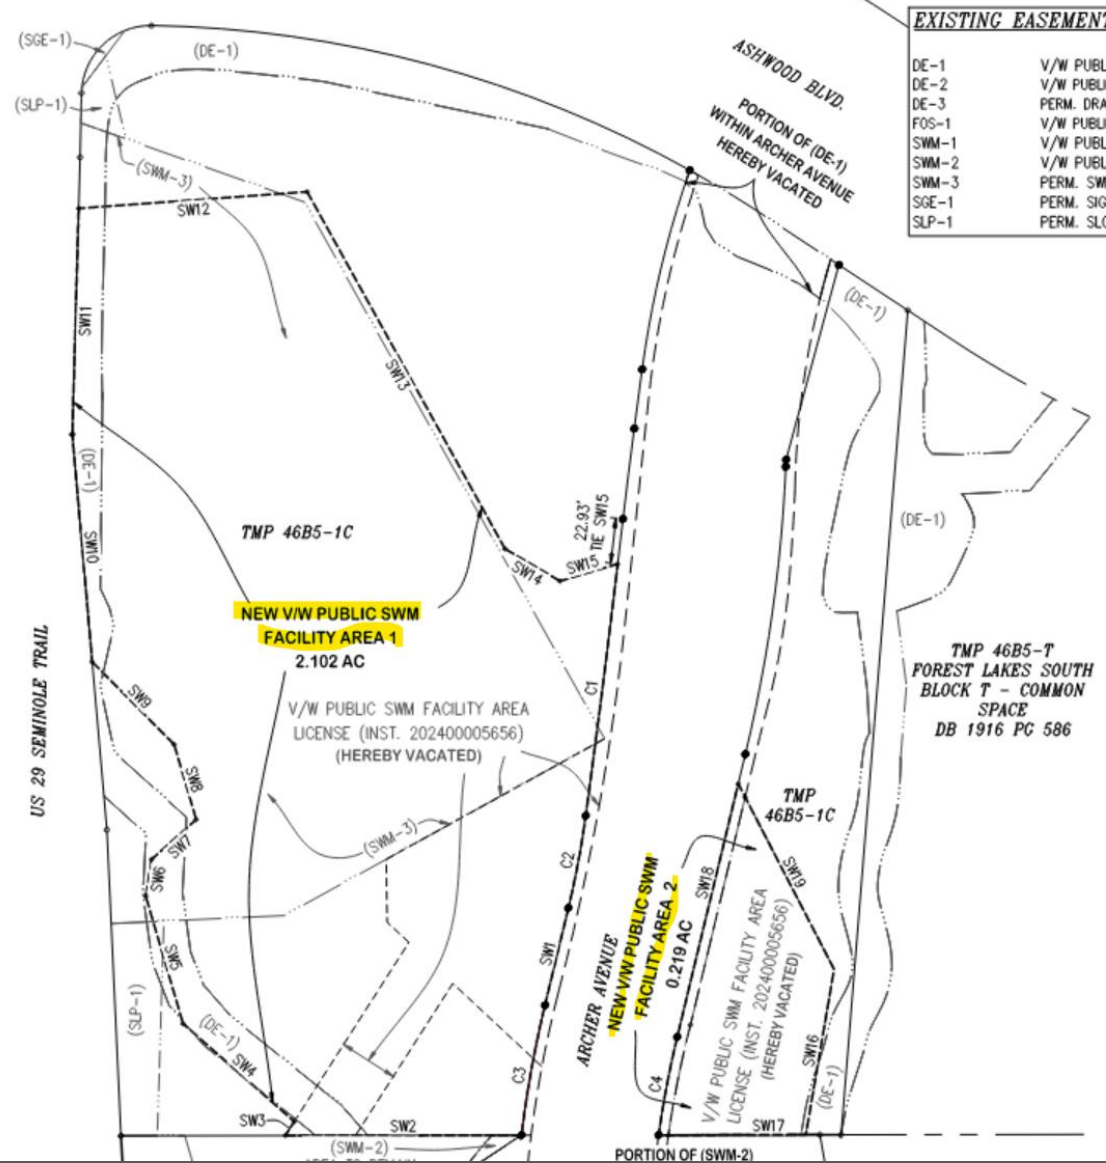 EXISTING EASEMENT
DE-1 V/W PUBL
DE-2 V/W PUBLI
DE-3 PERM. DRA
FOS-1 V/W PUBLI
SWM-1 V/W PUBL
SWM-2 V/W PUBL
SWM-3 PERM. SWM
SGE-1 PERM. SIG
SLP-1 PERM. SLO
(SGE-1)
(DE-1)
(SLP-1)
(SWM-3)
ASHWOOD BLVD.
PORTION OF (DE-1)
WITHIN ARCHER AVENUE
HEREBY VACATED
SW12
SW11
SW13
(DE-1)
(DE-1)
SW10
TMP 46B5-1C
22.93'
TIE SW15
SW14
SW15
(DE-1)
NEW V/W PUBLIC SWM
FACILITY AREA 1
2.102 AC
US 29 SEMINOLE TRAIL
TMP 46B5-T
FOREST LAKES SOUTH
BLOCK T - COMMON
SPACE
DB 1916 PG 586
SW9
C1
V/W PUBLIC SWM FACILITY AREA
LICENSE (INST. 202400005656)
(HEREBY VACATED)
SW8
SW7
SW6
(SWM-3)
C2
TMP
46B5-1C
SW18
SW19
NEW V/W PUBLIC SWM
FACILITY AREA 2
0.219 AC
SW5
SW1
ARCHER AVENUE
V/W PUBLIC SWM FACILITY AREA
LICENSE (INST. 202400005656)
(HEREBY VACATED)
(SLP-1)
(DE-1)
SW4
C3
C4
SW16
(DE-1)
SW3
SW2
SW17
(SWM-2)
AREA TO REMAIN
PORTION OF (SWM-2)